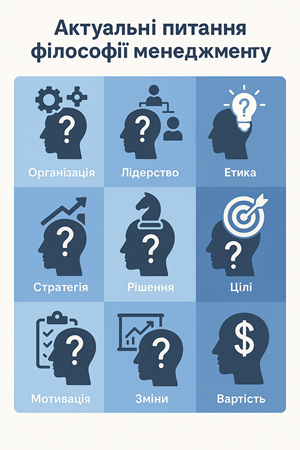 Актуальні питання
філософії менеджменту
?
?
?
Організація
Лідерство
Етика
?
?
?
Стратегія
Рішення
Цілі
?
?
$
Мотивація
Зміни
Вартість